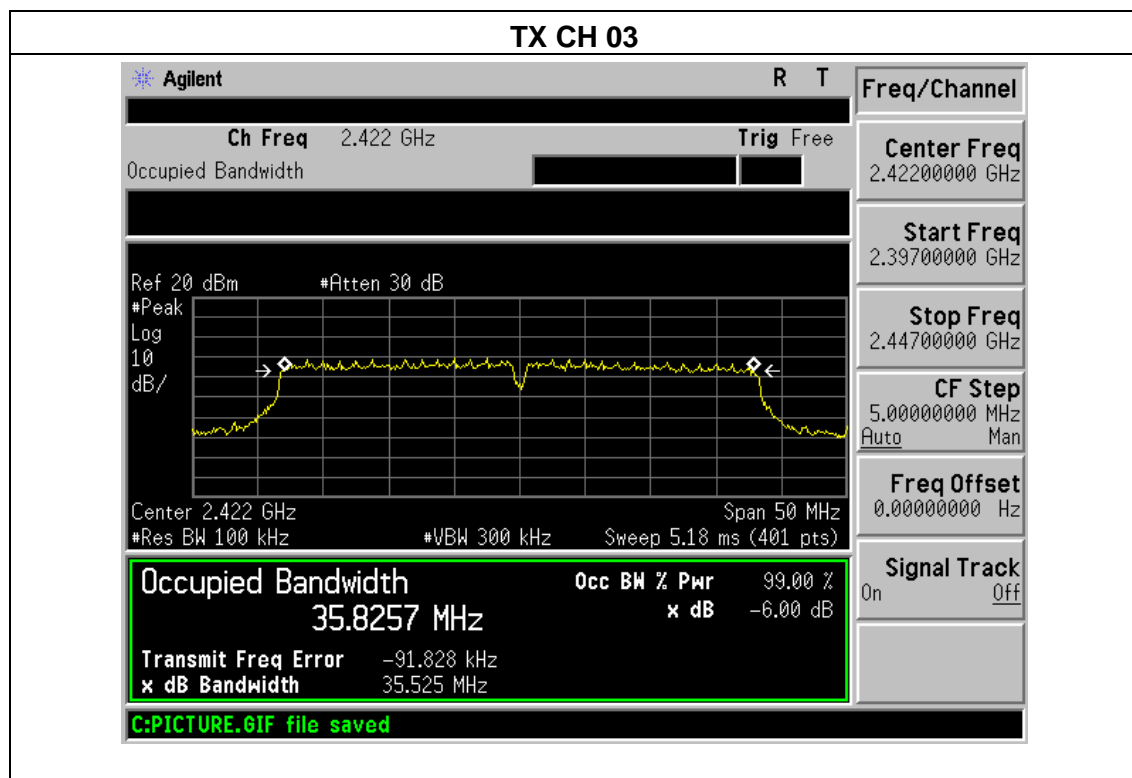 TX CH 03
Agilent R T
Ch Freq 2.422 GHz Trig Free
Occupied Bandwidth
Ref 20 dBm #Atten 30 dB
#Peak
Log
10
dB/
Center 2.422 GHz Span 50 MHz
#Res BW 100 kHz #VBW 300 kHz Sweep 5.18 ms (401 pts)
Occupied Bandwidth Occ BW % Pwr 99.00 %
35.8257 MHz x dB -6.00 dB
Transmit Freq Error -91.828 kHz
x dB Bandwidth 35.525 MHz
C:PICTURE.GIF file saved
Freq/Channel
Center Freq
2.42200000 GHz
Start Freq
2.39700000 GHz
Stop Freq
2.44700000 GHz
CF Step
5.00000000 MHz
Auto Man
Freq Offset
0.00000000 Hz
Signal Track
On Off